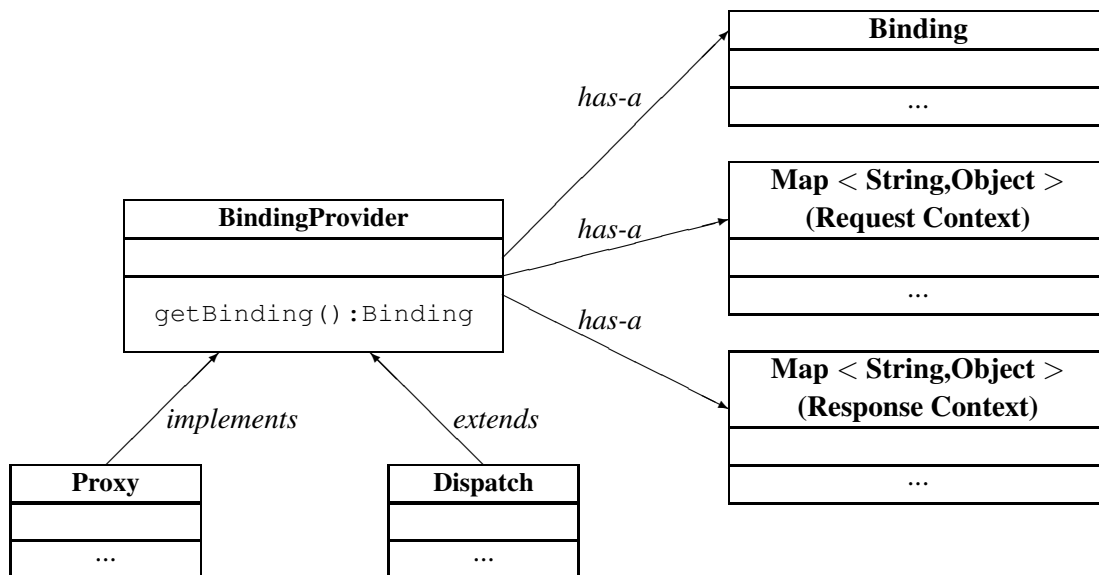 Binding
...
has-a
Map < String,Object >
(Request Context)
...
BindingProvider
getBinding():Binding
has-a
has-a
Map < String,Object >
(Response Context)
...
implements
extends
Proxy
...
Dispatch
...